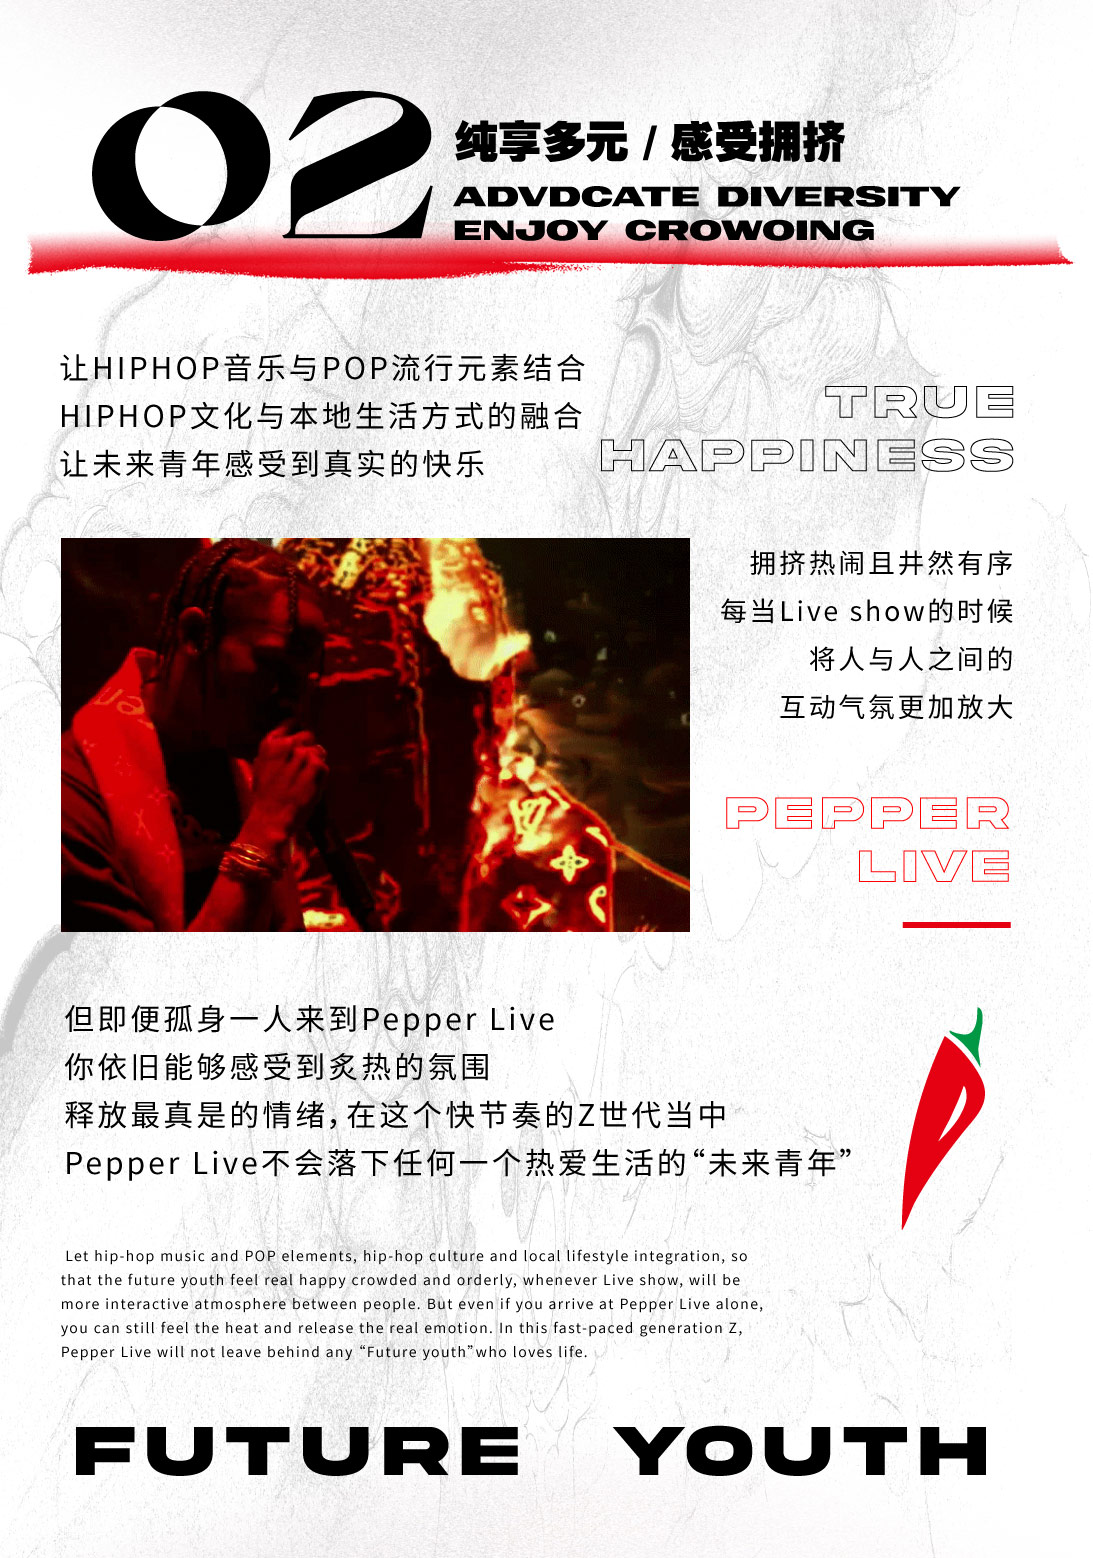 02
纯享多元 / 感受拥挤
ADVDCATE DIVERSITY
ENJOY CROWOING
让HIPHOP音乐与POP流行元素结合
HIPHOP文化与本地生活方式的融合
让未来青年感受到真实的快乐
TRUE
HAPPINESS
拥挤热闹且井然有序
每当Live show的时候
将人与人之间的
互动气氛更加放大
PEPPER
LIVE
但即便孤身一人来到Pepper Live
你依旧能够感受到炙热的氛围
释放最真是的情绪，在这个快节奏的Z世代当中
Pepper Live不会落下任何一个热爱生活的“未来青年”
Let hip-hop music and POP elements, hip-hop culture and local lifestyle integration, so
that the future youth feel real happy crowded and orderly, whenever Live show, will be
more interactive atmosphere between people. But even if you arrive at Pepper Live alone,
you can still feel the heat and release the real emotion. In this fast-paced generation Z,
Pepper Live will not leave behind any “Future youth”who loves life.
FUTURE YOUTH